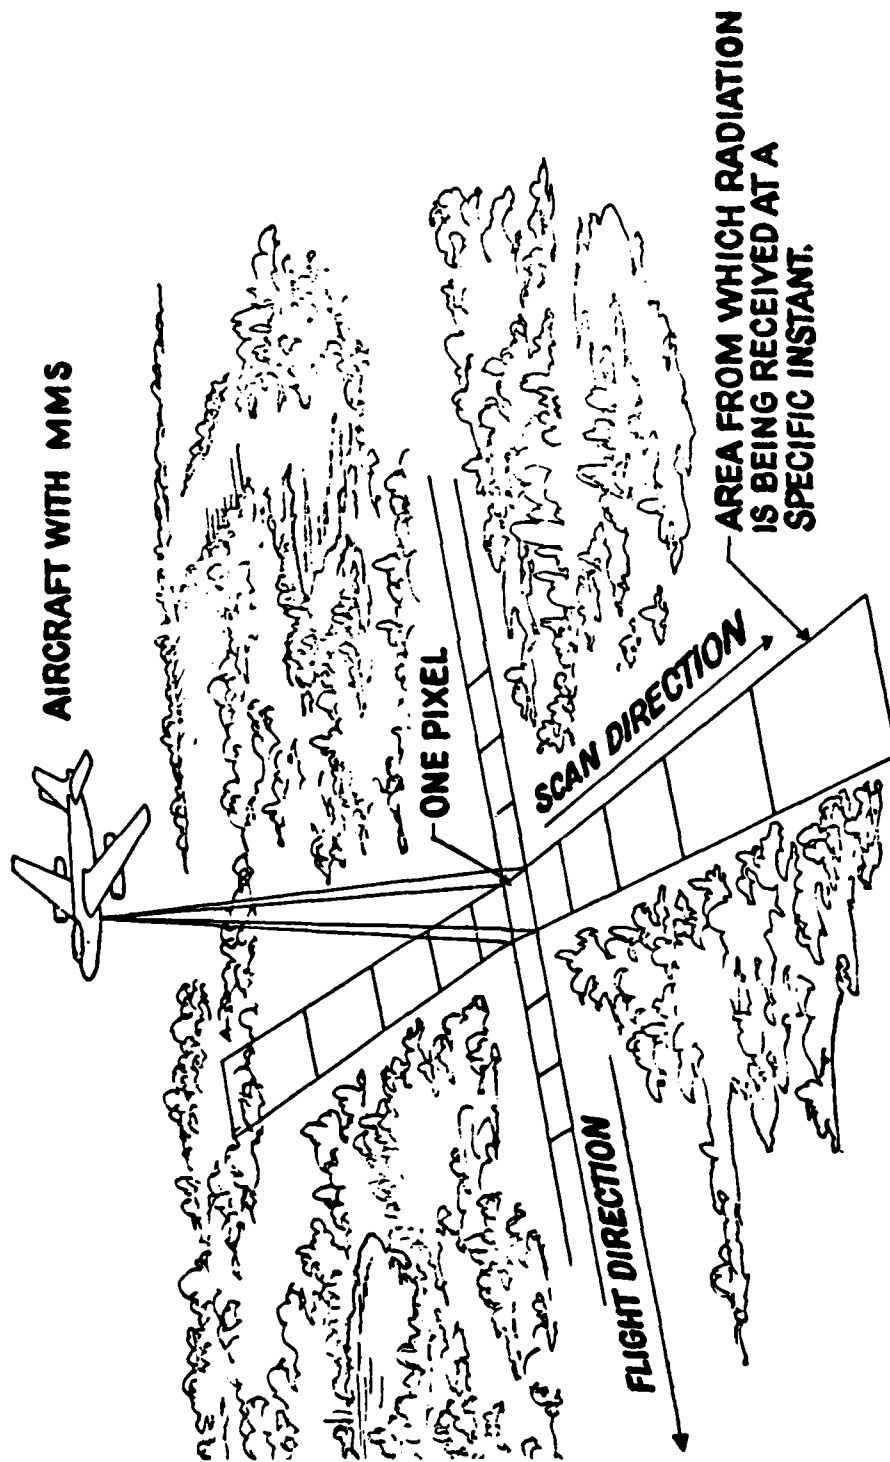 AIRCRAFT WITH MMS
ONE PIXEL
SCAN DIRECTION
FLIGHT DIRECTION
AREA FROM WHICH RADIATION
IS BEING RECEIVED AT A
SPECIFIC INSTANT.